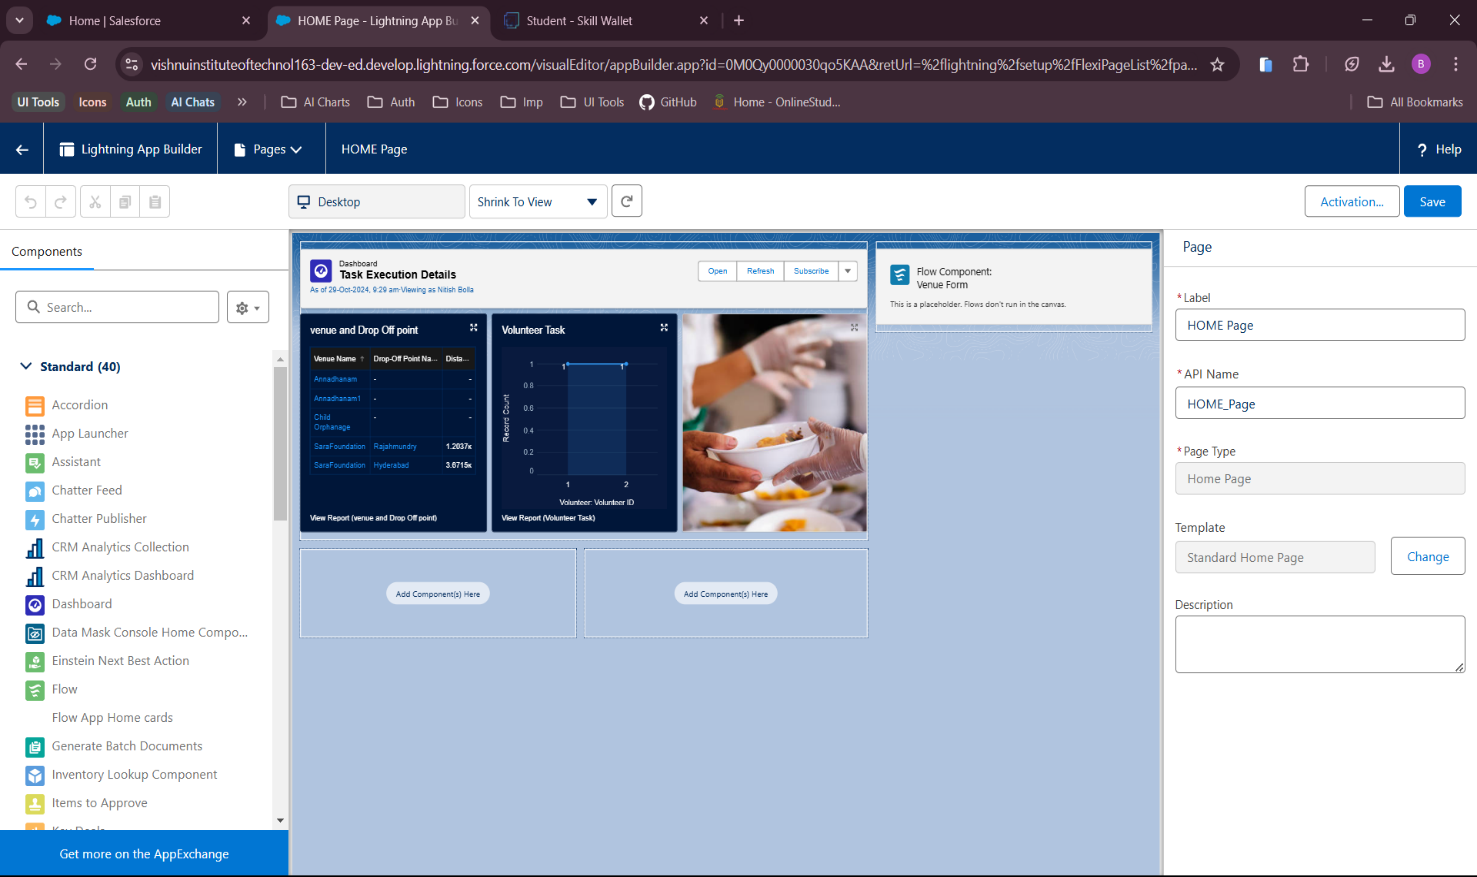 Home | Salesforce
HOME Page - Lightning App Bu
Student - Skill Wallet
vishnuinstituteoftechnol163-dev-ed.develop.lightning.force.com/visualEditor/appBuilder.app?id=0M0Qy0000030qo5KAA&retUrl=%2flightning%2fsetup%2fFlexiPageList%2fpa...
B
UI Tools
Icons
Auth
AI Chats
AI Charts
Auth
Icons
Imp
UI Tools
GitHub
Home - OnlineStud...
All Bookmarks
Lightning App Builder
Pages
HOME Page
? Help
Desktop
Shrink To View
Activation...
Save
Components
Search...
Standard (40)
Accordion
App Launcher
Assistant
Chatter Feed
Chatter Publisher
CRM Analytics Collection
CRM Analytics Dashboard
Dashboard
Data Mask Console Home Compo...
Einstein Next Best Action
Flow
Flow App Home cards
Generate Batch Documents
Inventory Lookup Component
Items to Approve
Key Deals
Get more on the AppExchange
Dashboard
Task Execution Details
As of 29-Oct-2024, 9:29 am·Viewing as Nitish Bolla
Open
Refresh
Subscribe
venue and Drop Off point
Venue Name ↑ Drop-Off Point Na... Dista...
Annadhanam - -
Annadhanam1 - -
Child Orphanage - -
SaraFoundation Rajahmundry 1.2037K
SaraFoundation Hyderabad 3.6715K
View Report (venue and Drop Off point)
Volunteer Task
Record Count
1
0.8
0.6
0.4
0.2
0
1 1
1 2
Volunteer: Volunteer ID
View Report (Volunteer Task)
Flow Component:
Venue Form
This is a placeholder. Flows don't run in the canvas.
Add Component(s) Here
Add Component(s) Here
Page
*Label
HOME Page
*API Name
HOME_Page
*Page Type
Home Page
Template
Standard Home Page
Change
Description